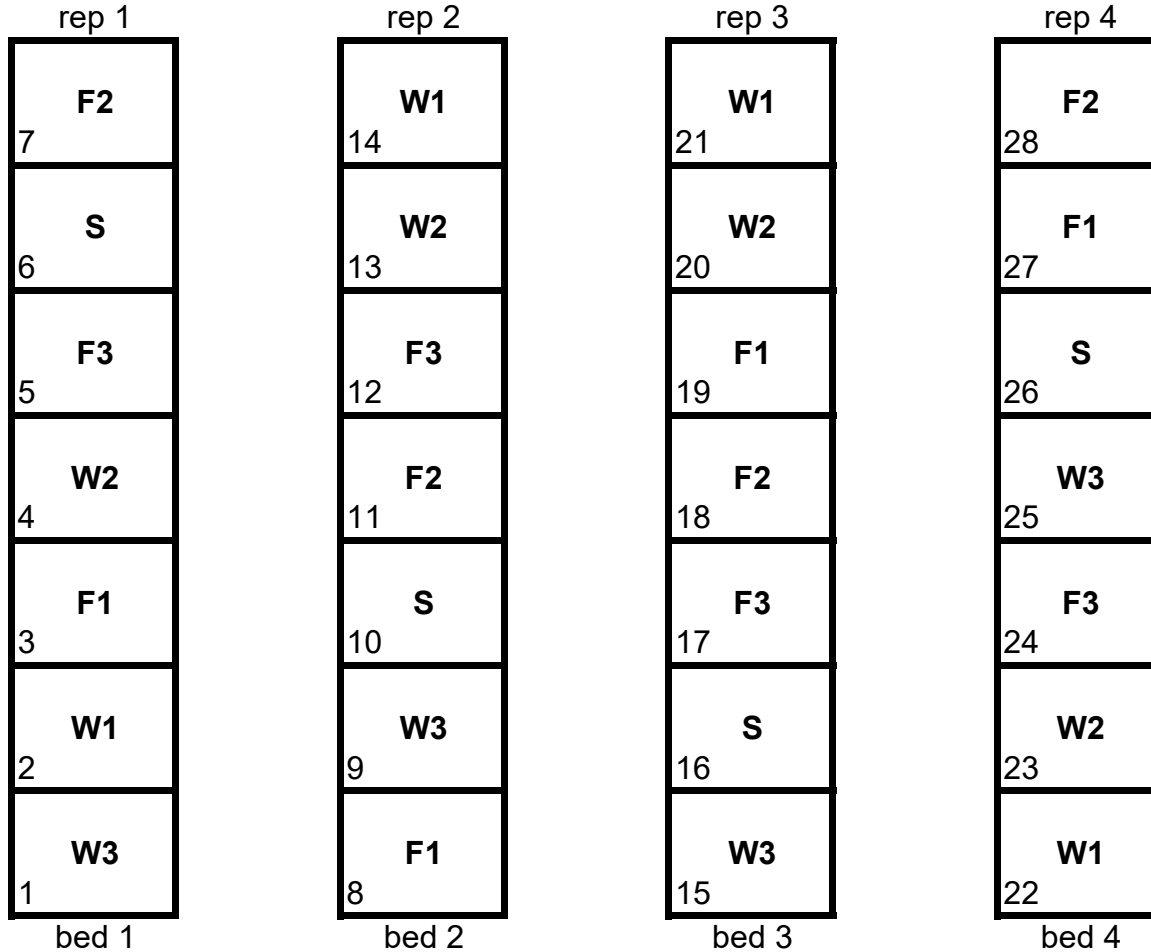 rep 1 rep 2 rep 3 rep 4
F2 W1 W1 F2
7 14 21 28
S W2 W2 F1
6 13 20 27
F3 F3 F1 S
5 12 19 26
W2 F2 F2 W3
4 11 18 25
F1 S F3 F3
3 10 17 24
W1 W3 S W2
2 9 16 23
W3 F1 W3 W1
1 8 15 22
bed 1 bed 2 bed 3 bed 4